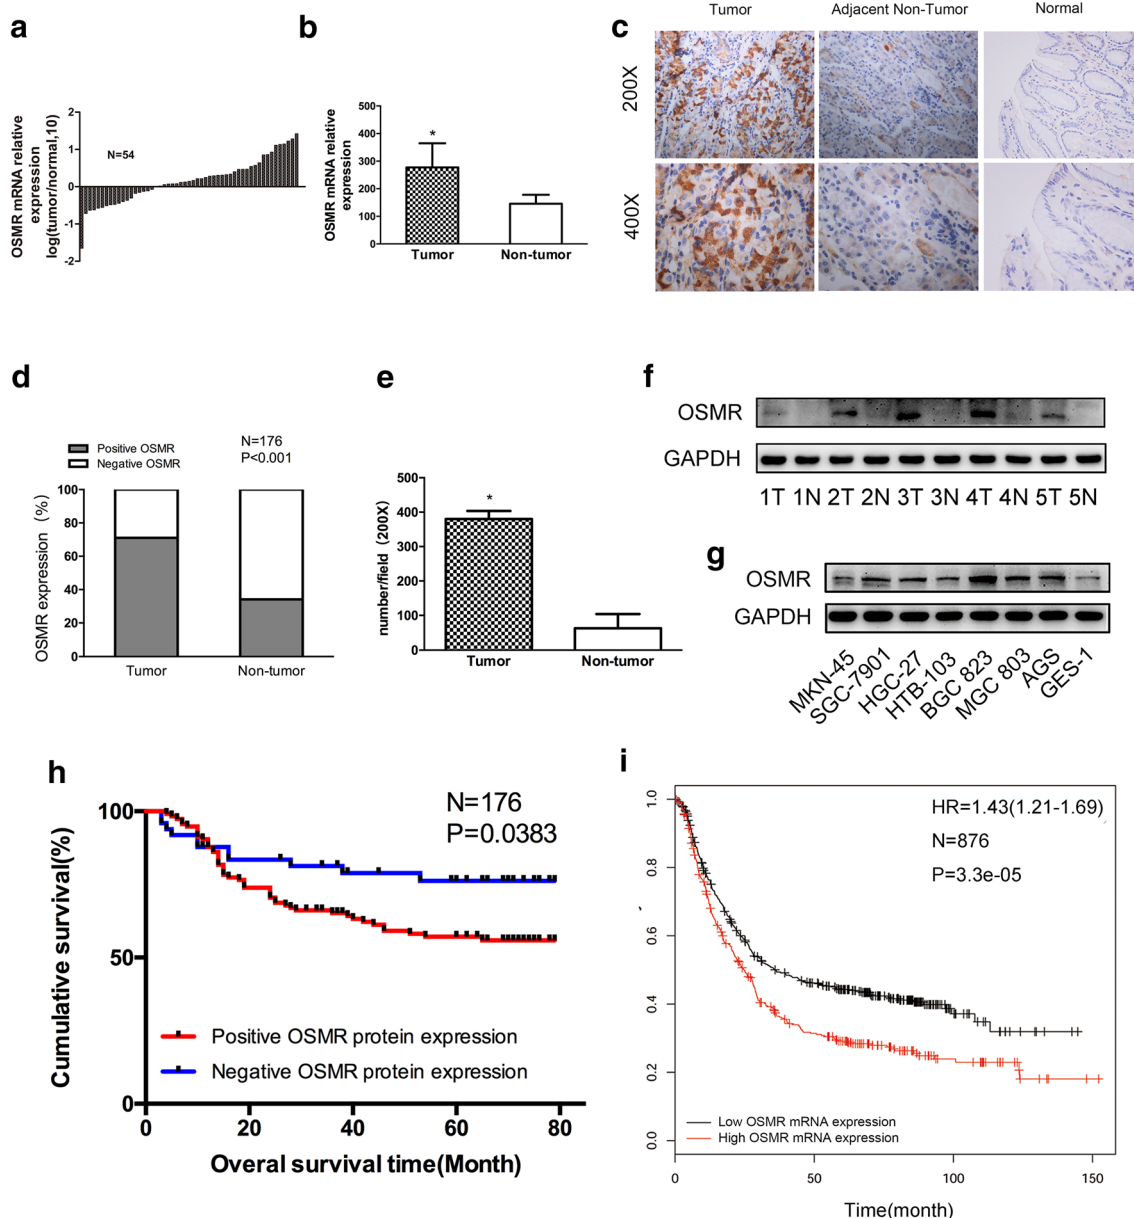 a
OSMR mRNA relative
expression
log(tumor/normal,10)
2
1
0
-1
-2
N=54
b
OSMR mRNA relative
expression
500
400
300
200
100
0
*
Tumor
Non-tumor
c
Tumor
Adjacent Non-Tumor
Normal
200X
400X
d
Positive OSMR
Negative OSMR
N=176
P<0.001
OSMR expression (%)
100
80
60
40
20
0
Tumor
Non-tumor
e
number/field (200X)
500
400
300
200
100
0
*
Tumor
Non-tumor
f
OSMR
GAPDH
1T 1N 2T 2N 3T 3N 4T 4N 5T 5N
g
OSMR
GAPDH
MKN-45
SGC-7901
HGC-27
HTB-103
BGC 823
MGC 803
AGS
GES-1
h
Cumulative survival(%)
100
50
0
N=176
P=0.0383
Positive OSMR protein expression
Negative OSMR protein expression
0 20 40 60 80
Overal survival time(Month)
i
1.0
0.8
0.6
0.4
0.2
0.0
HR=1.43(1.21-1.69)
N=876
P=3.3e-05
Low OSMR mRNA expression
High OSMR mRNA expression
0 50 100 150
Time(month)